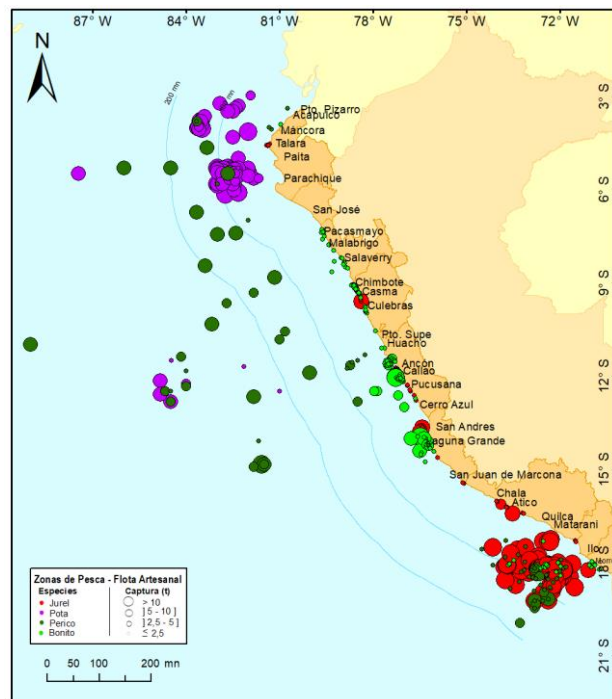 87° W 84° W 81° W 78° W 75° W 72° W
N
200 mn
mn
3° S
6° S
9° S
12° S
15° S
18° S
21° S
Pto. Pizarro
Acapulco
Máncora
Talara
Paita
Parachique
San José
Pacasmayo
Malabrigo
Salaverry
Chimbote
Casma
Culebras
Pto. Supe
Huacho
Ancón
Callao
Pucusana
Cerro Azul
San Andres
Laguna Grande
San Juan de Marcona
Chala
Atico
Quilca
Matarani
Ilo
Zonas de Pesca - Flota Artesanal
Especies Captura (t)
Jurel > 10
Pota ] 5 - 10 ]
Perico ] 2,5 - 5 ]
Bonito ≤ 2,5
0 50 100 200 mn